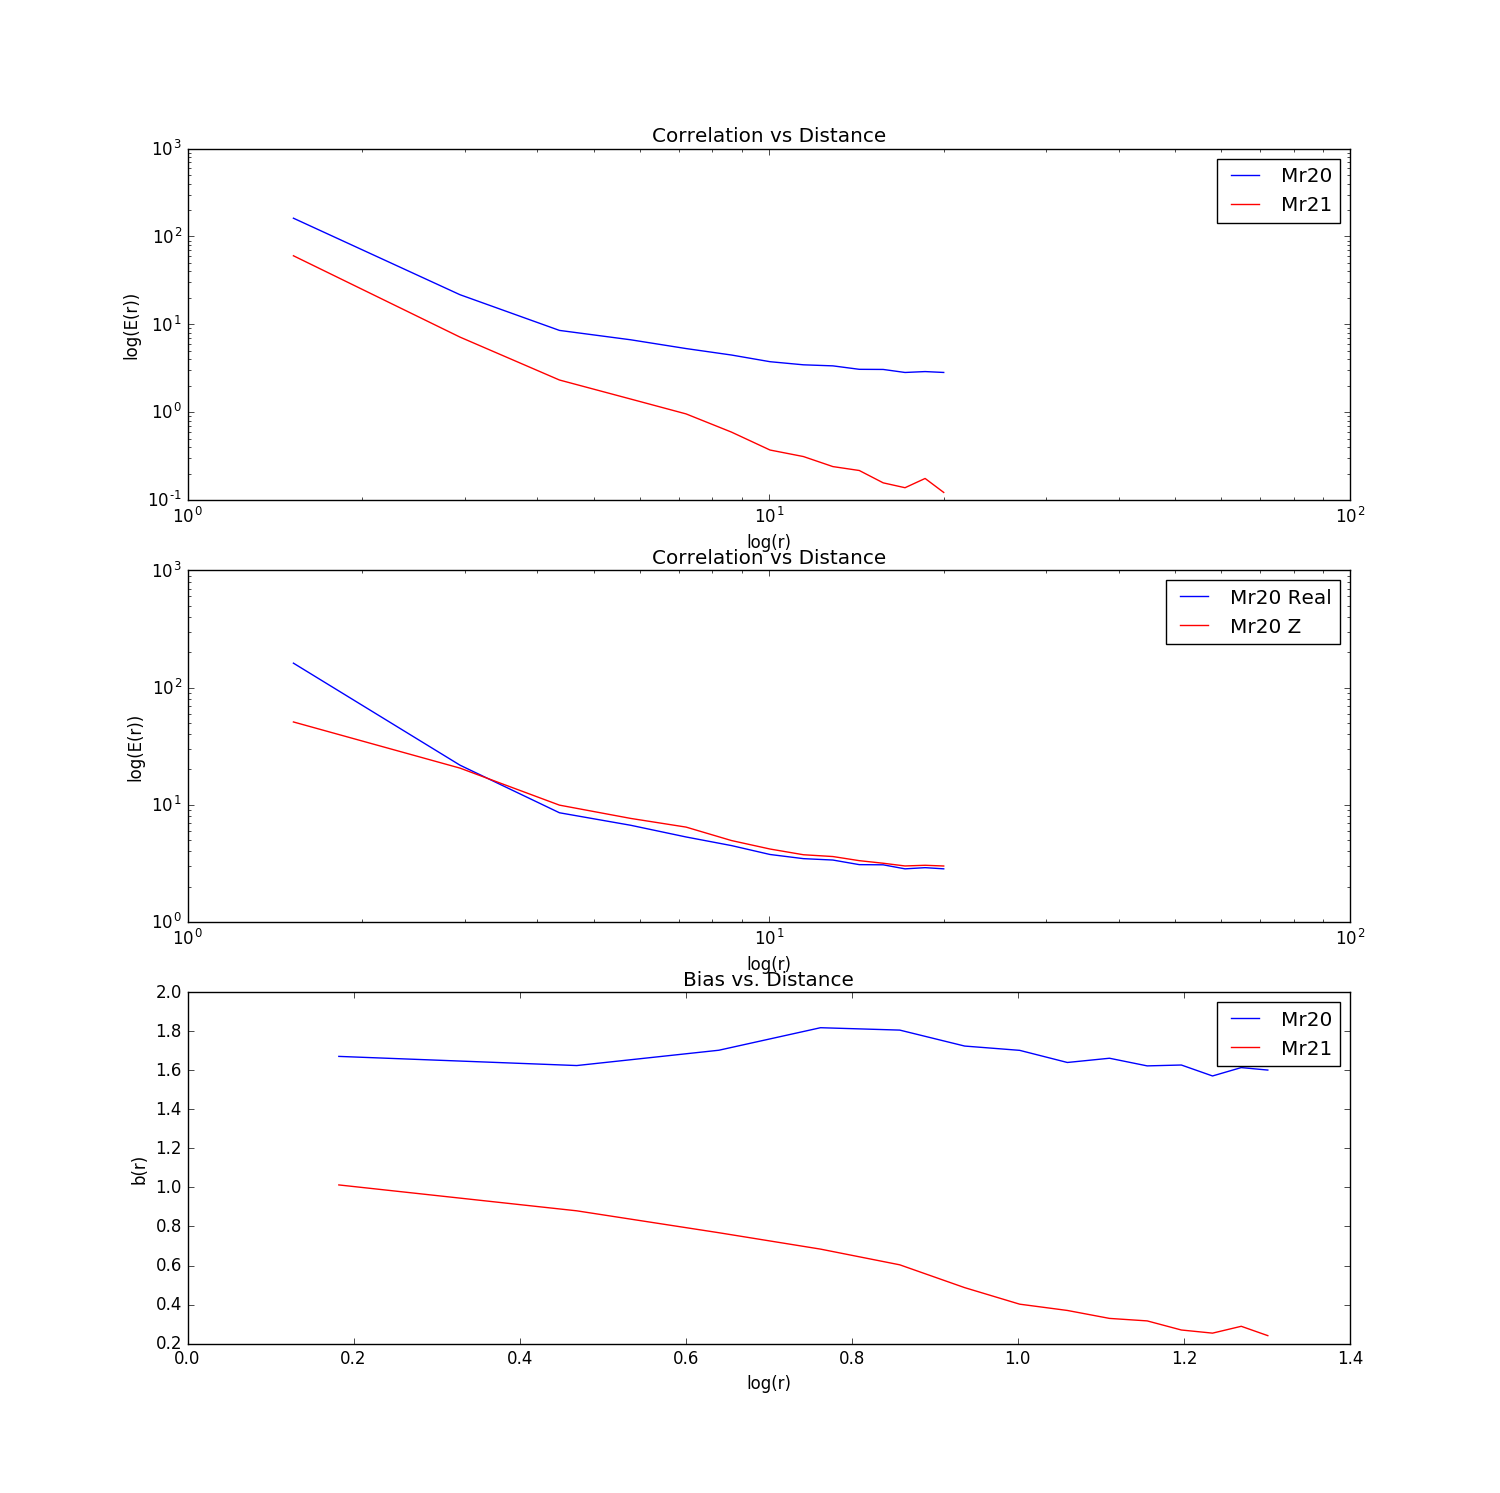 Correlation vs Distance
10^3
10^2
10^1
10^0
10^-1
log(E(r))
Mr20
Mr21
10^0 10^1 10^2
log(r)
Correlation vs Distance
10^3
10^2
10^1
10^0
log(E(r))
Mr20 Real
Mr20 Z
10^0 10^1 10^2
log(r)
Bias vs. Distance
2.0
1.8
1.6
1.4
1.2
1.0
0.8
0.6
0.4
0.2
b(r)
Mr20
Mr21
0.0 0.2 0.4 0.6 0.8 1.0 1.2 1.4
log(r)